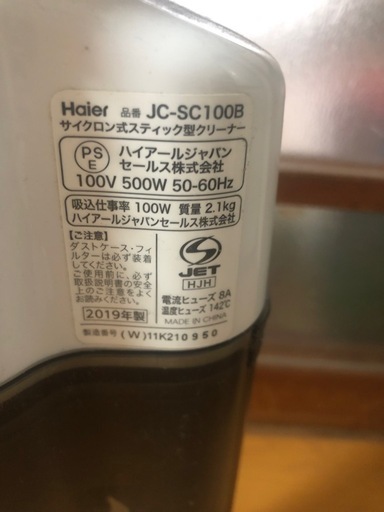 Haier 品番 JC-SC100B
サイクロン式スティック型クリーナー
PS
E
ハイアールジャパン
セールス株式会社
100V 500W 50-60Hz
吸込仕事率 100W 質量 2.1kg
ハイアールジャパンセールス株式会社
【ご注意】
ダストケース・フィ
ルターは必ず装着
してください。
ご使用前に、必ず
取扱説明書の安全
上のご注意をよく
お読みください。
S
JET
HJH
電流ヒューズ 8A
温度ヒューズ 142℃
MADE IN CHINA
2019年製
製造番号 (W)11K210950